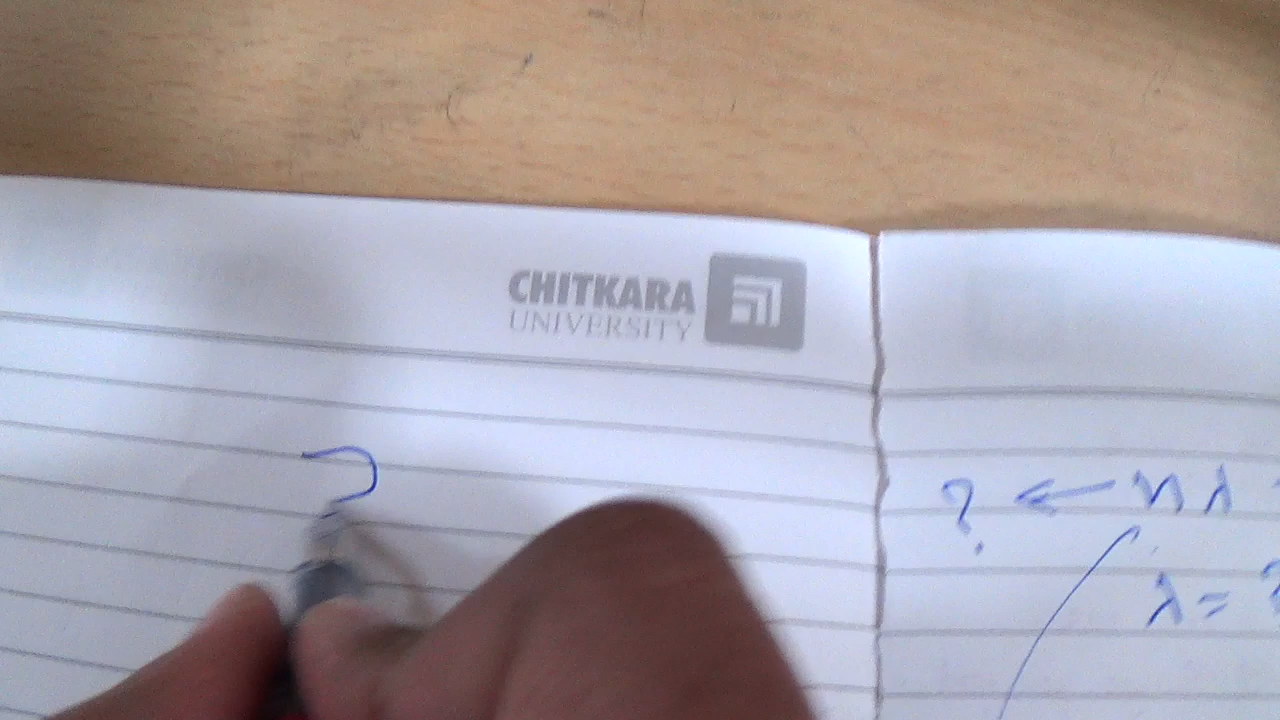 CHITKARA
UNIVERSITY
?
? ← nλ
λ = ?